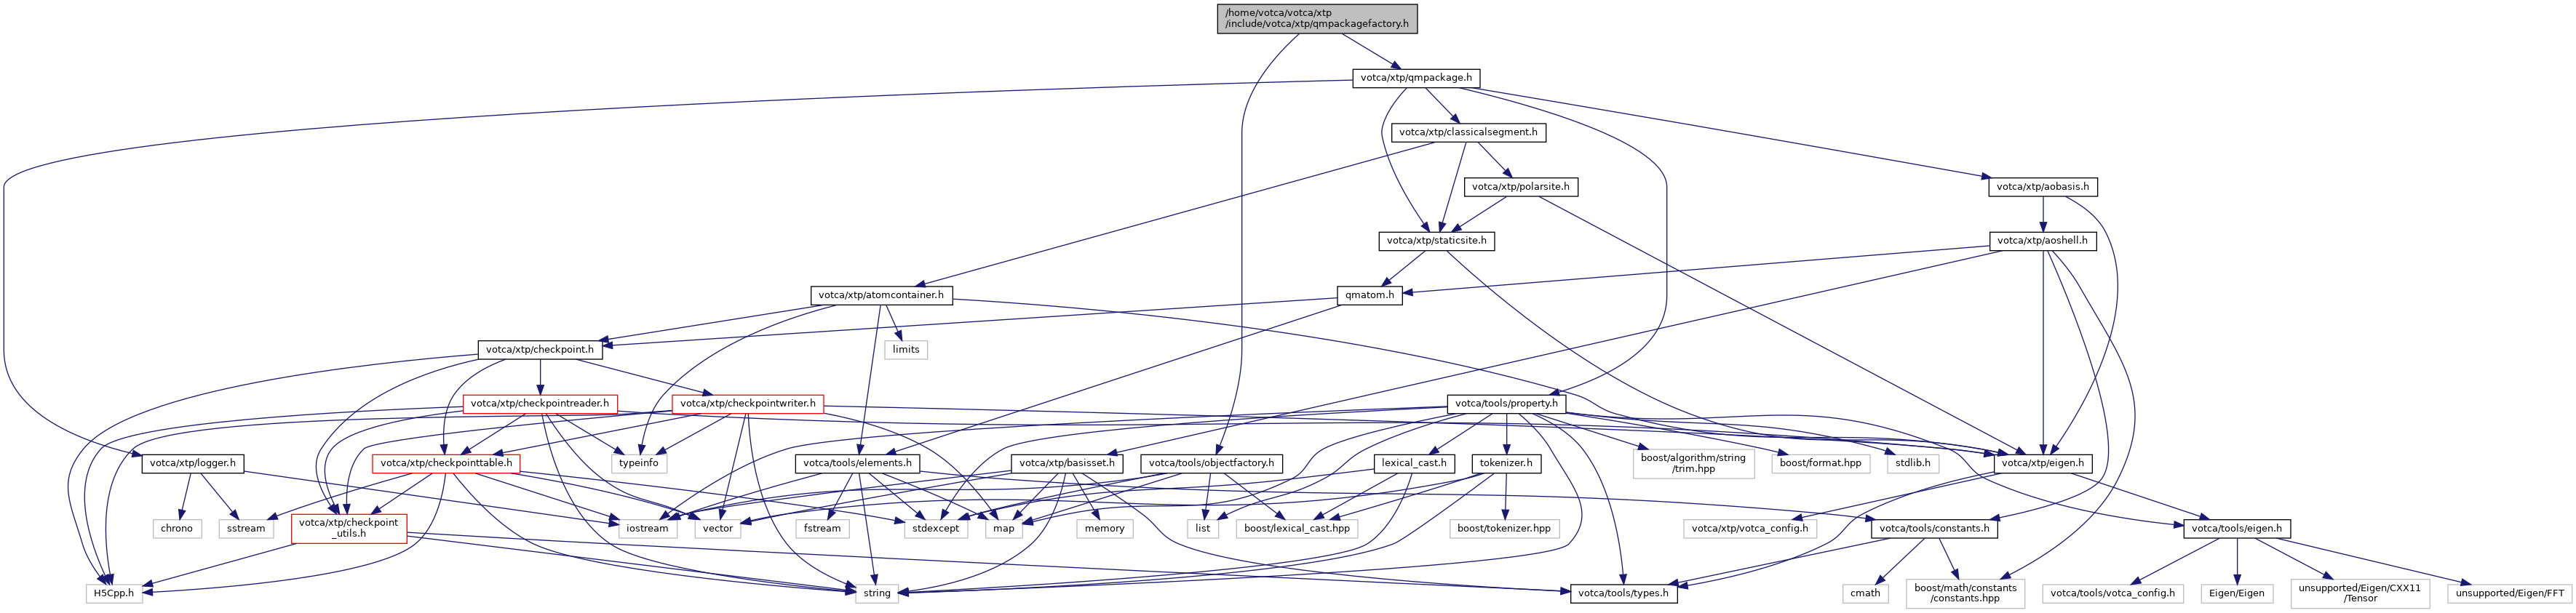 /home/votca/votca/xtp
/include/votca/xtp/qmpackagefactory.h
votca/xtp/qmpackage.h
votca/xtp/classicalsegment.h
votca/xtp/polarsite.h
votca/xtp/aobasis.h
votca/xtp/staticsite.h
votca/xtp/aoshell.h
votca/xtp/atomcontainer.h
qmatom.h
votca/xtp/checkpoint.h
limits
votca/xtp/checkpointreader.h
votca/xtp/checkpointwriter.h
votca/tools/property.h
votca/xtp/logger.h
votca/xtp/checkpointtable.h
typeinfo
votca/tools/elements.h
votca/xtp/basisset.h
votca/tools/objectfactory.h
lexical_cast.h
tokenizer.h
boost/algorithm/string
/trim.hpp
boost/format.hpp
stdlib.h
votca/xtp/eigen.h
chrono
sstream
votca/xtp/checkpoint
_utils.h
iostream
vector
fstream
stdexcept
map
memory
list
boost/lexical_cast.hpp
boost/tokenizer.hpp
votca/xtp/votca_config.h
votca/tools/constants.h
votca/tools/eigen.h
H5Cpp.h
string
votca/tools/types.h
cmath
boost/math/constants
/constants.hpp
votca/tools/votca_config.h
Eigen/Eigen
unsupported/Eigen/CXX11
/Tensor
unsupported/Eigen/FFT